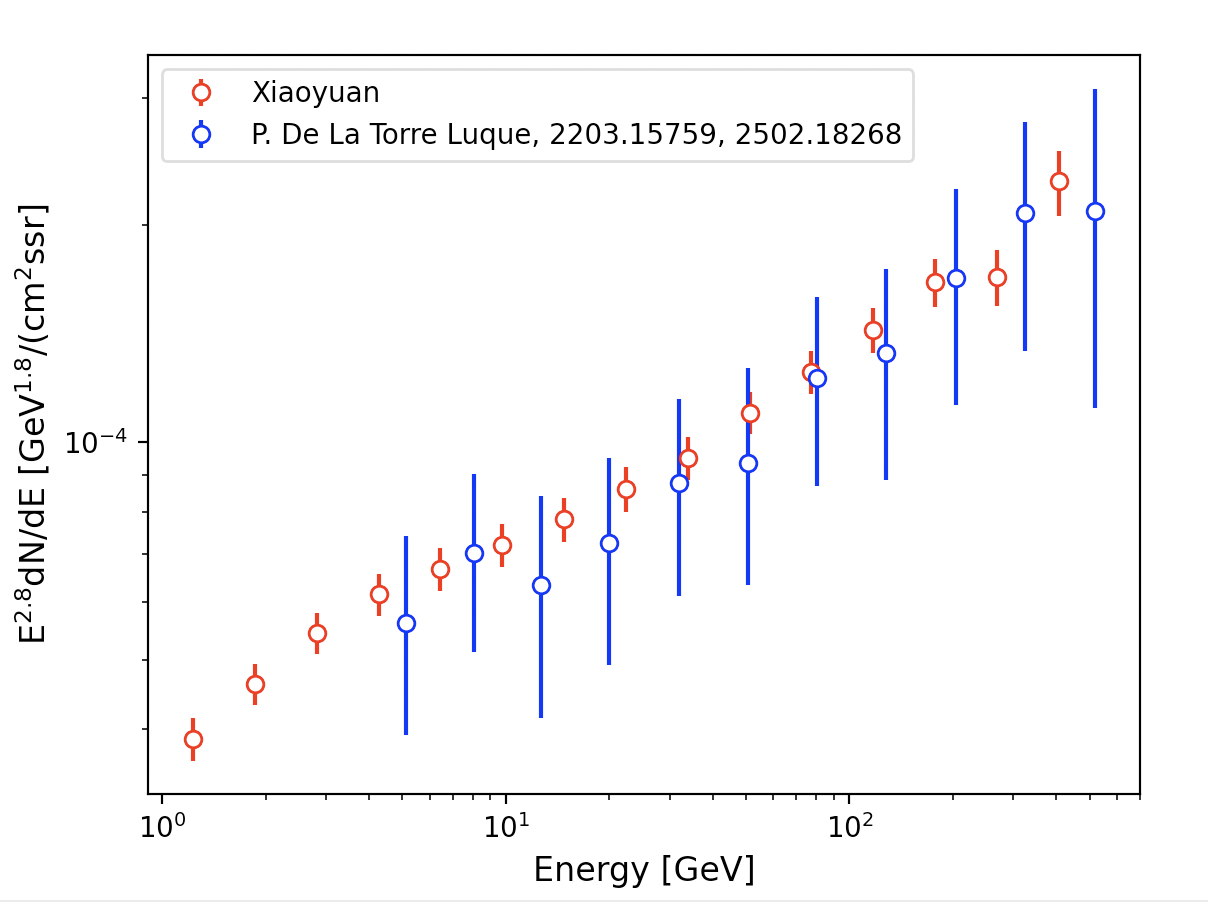 Xiaoyuan
P. De La Torre Luque, 2203.15759, 2502.18268
E^2.8dN/dE [GeV^1.8/(cm^2ssr]
10^−4
10^0 10^1 10^2
Energy [GeV]